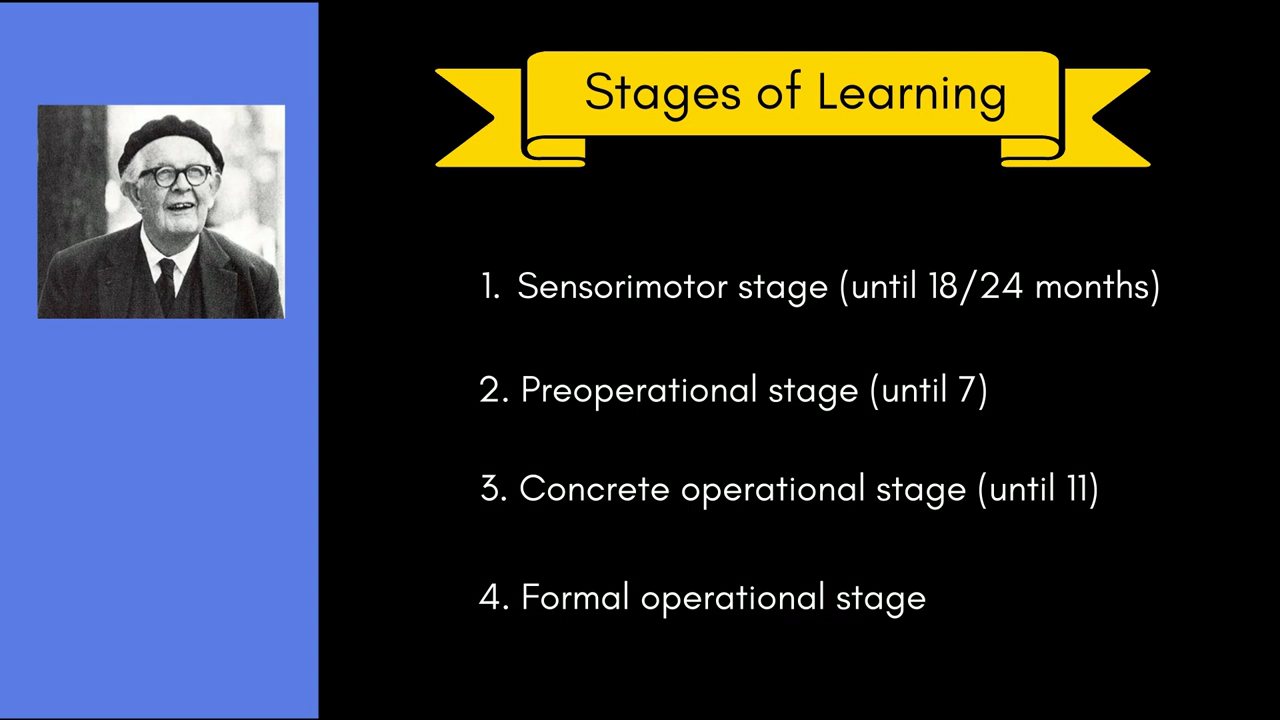 Stages of Learning
1. Sensorimotor stage (until 18/24 months)
2. Preoperational stage (until 7)
3. Concrete operational stage (until 11)
4. Formal operational stage